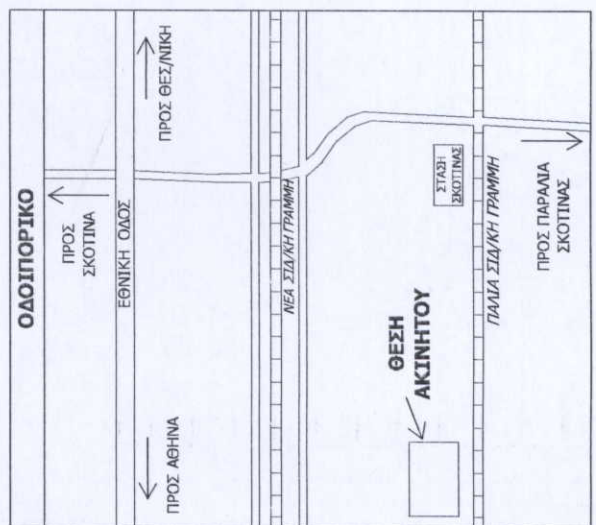 ΟΔΟΙΠΟΡΙΚΟ
ΠΡΟΣ
ΣΚΟΤΙΝΑ
ΕΘΝΙΚΗ ΟΔΟΣ
ΠΡΟΣ ΘΕΣ/ΝΙΚΗ
ΠΡΟΣ ΑΘΗΝΑ
ΝΕΑ ΣΙΔ/ΚΗ ΓΡΑΜΜΗ
ΘΕΣΗ
ΑΚΙΝΗΤΟΥ
ΣΤΑΣΗ
ΣΚΟΤΙΝΑΣ
ΠΑΛΙΑ ΣΙΔ/ΚΗ ΓΡΑΜΜΗ
ΠΡΟΣ ΠΑΡΑΛΙΑ
ΣΚΟΤΙΝΑΣ